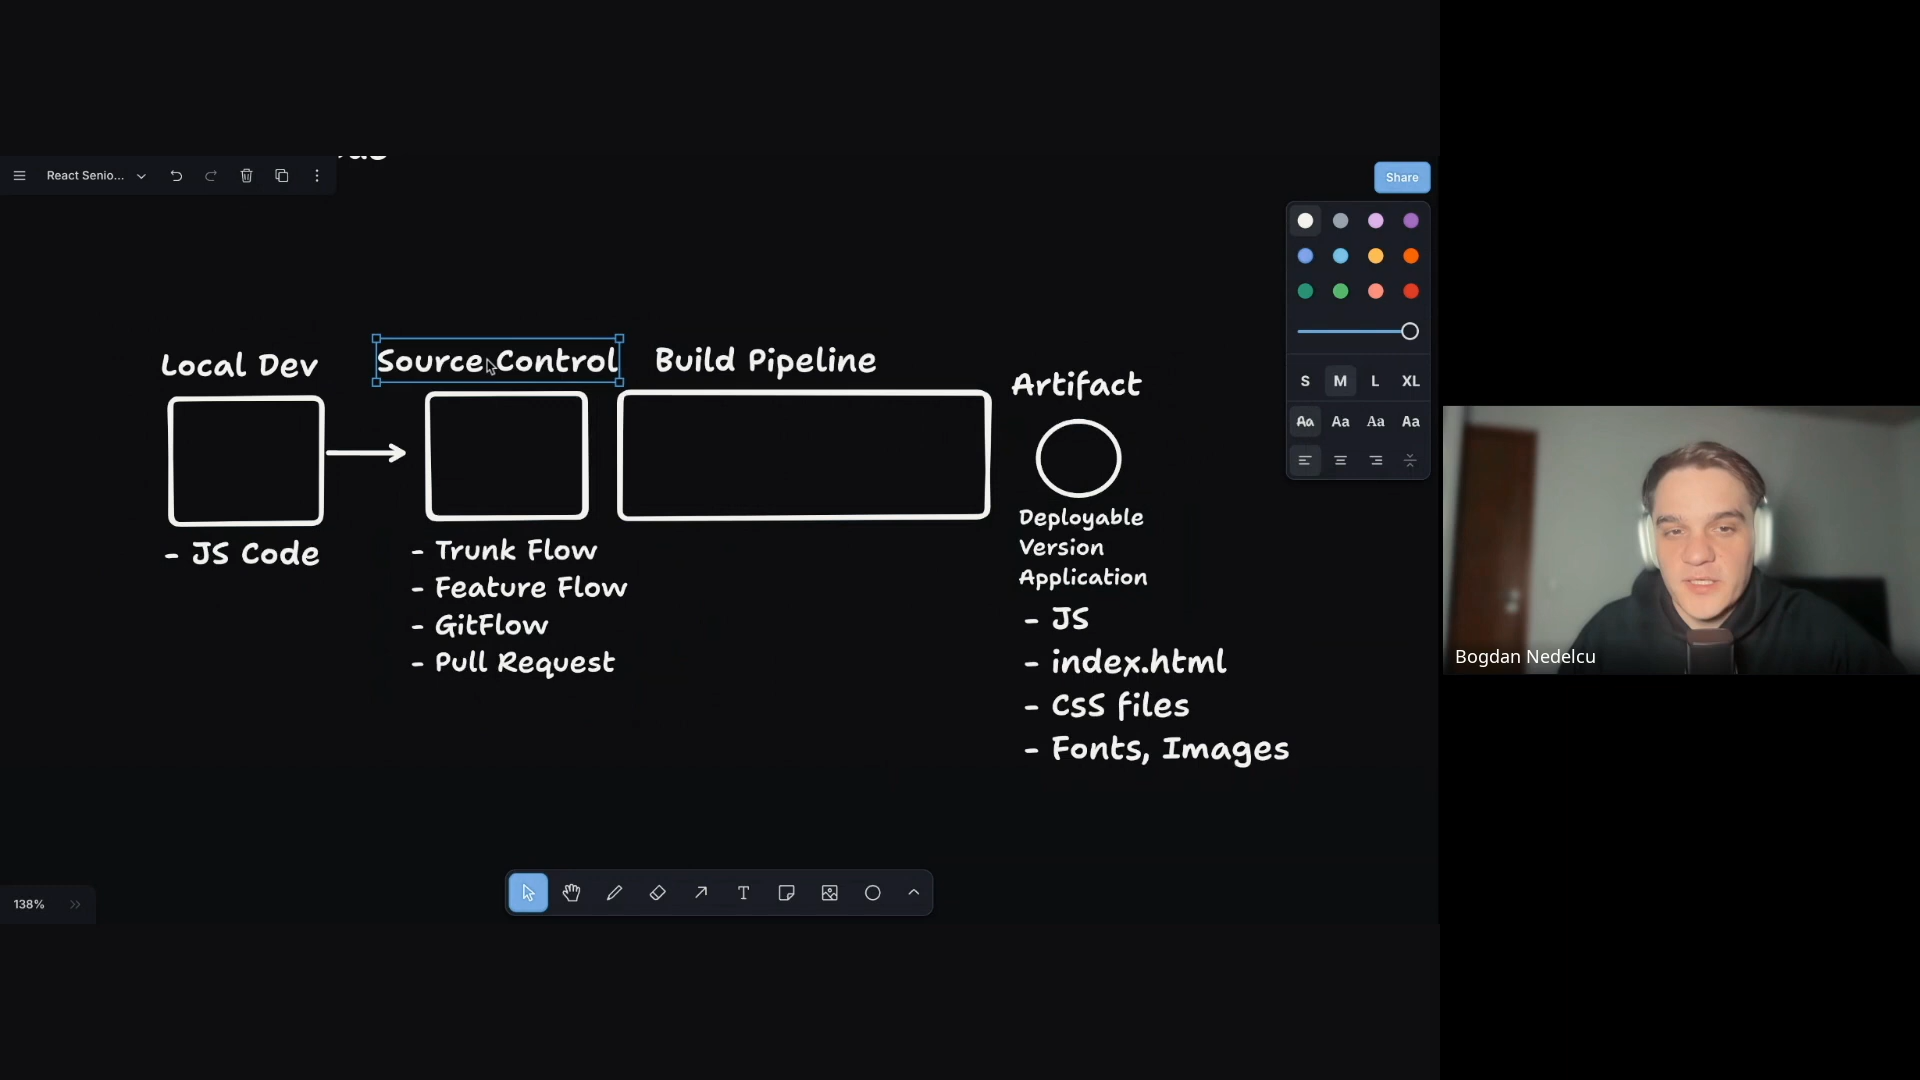 React Senio...
Share
S M L XL
Aa Aa Aa Aa
Local Dev
- JS Code
Source Control
- Trunk Flow
- Feature Flow
- GitFlow
- Pull Request
Build Pipeline
Artifact
Deployable
Version
Application
- JS
- index.html
- CSS files
- Fonts, Images
T
138%
Bogdan Nedelcu